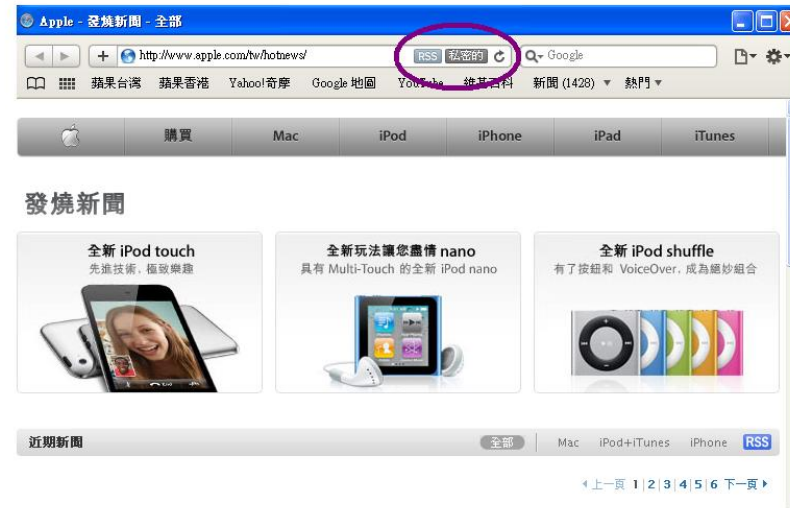 Apple - 發燒新聞 - 全部
http://www.apple.com/tw/hotnews/ RSS 私密的 Google
蘋果台灣 蘋果香港 Yahoo!奇摩 Google 地圖 YouTube 維基百科 新聞 (1428) ▼ 熱門 ▼
購買 Mac iPod iPhone iPad iTunes
發燒新聞
全新 iPod touch
先進技術，極致樂趣
全新玩法讓您盡情 nano
具有 Multi-Touch 的全新 iPod nano
全新 iPod shuffle
有了按鈕和 VoiceOver，成為絕妙組合
近期新聞 全部 Mac iPod+iTunes iPhone RSS
上一頁 1 | 2 | 3 | 4 | 5 | 6 下一頁